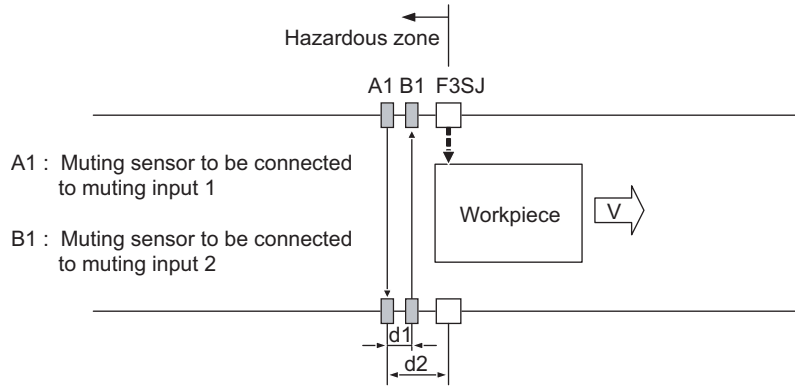 Hazardous zone
A1 B1 F3SJ
A1 : Muting sensor to be connected
to muting input 1
B1 : Muting sensor to be connected
to muting input 2
Workpiece
V
d1
d2